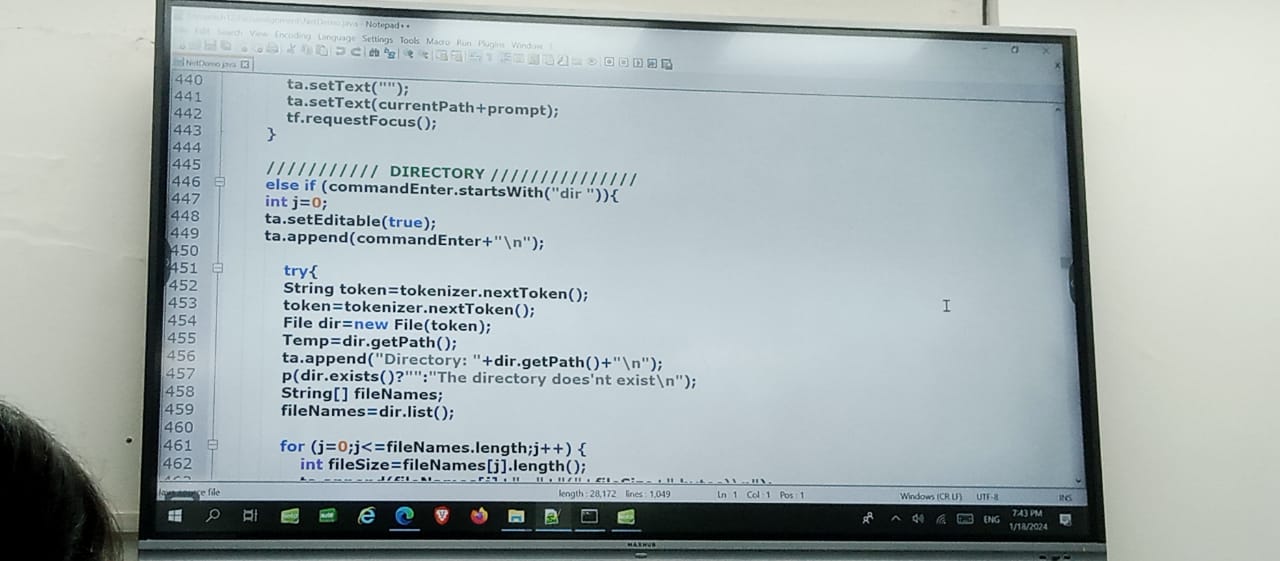 NetDemo.java - Notepad++
Edit Search View Encoding Language Settings Tools Macro Run Plugins Window
NetDemo.java
440 ta.setText("");
441 ta.setText(currentPath+prompt);
442 tf.requestFocus();
443 }
444
445 /////////// DIRECTORY ///////////////
446 else if (commandEnter.startsWith("dir ")){
447 int j=0;
448 ta.setEditable(true);
449 ta.append(commandEnter+"\n");
450
451 try{
452 String token=tokenizer.nextToken();
453 token=tokenizer.nextToken();
454 File dir=new File(token);
455 Temp=dir.getPath();
456 ta.append("Directory: "+dir.getPath()+"\n");
457 p(dir.exists()?"":"The directory does'nt exist\n");
458 String[] fileNames;
459 fileNames=dir.list();
460
461 for (j=0;j<=fileNames.length;j++) {
462 int fileSize=fileNames[j].length();
source file length : 28,172 lines : 1,049 Ln : 1 Col : 1 Pos : 1 Windows (CR LF) UTF-8 INS
ENG 7:43 PM
1/18/2024
MAXHUB